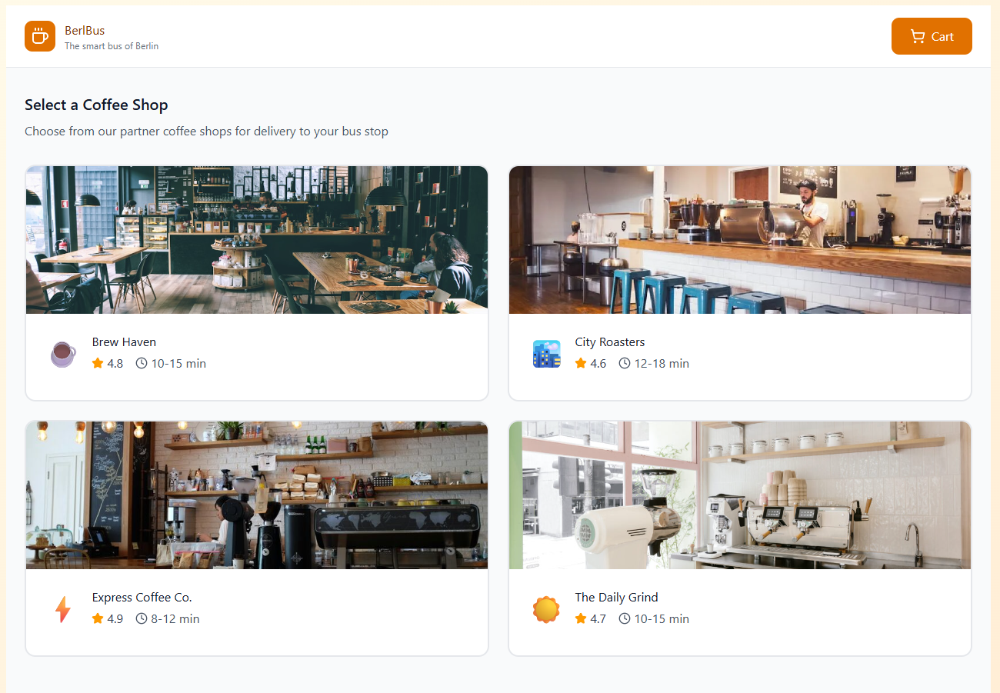 BerlBus
The smart bus of Berlin
Cart
Select a Coffee Shop
Choose from our partner coffee shops for delivery to your bus stop
Brew Haven
4.8 10-15 min
City Roasters
4.6 12-18 min
Express Coffee Co.
4.9 8-12 min
The Daily Grind
4.7 10-15 min